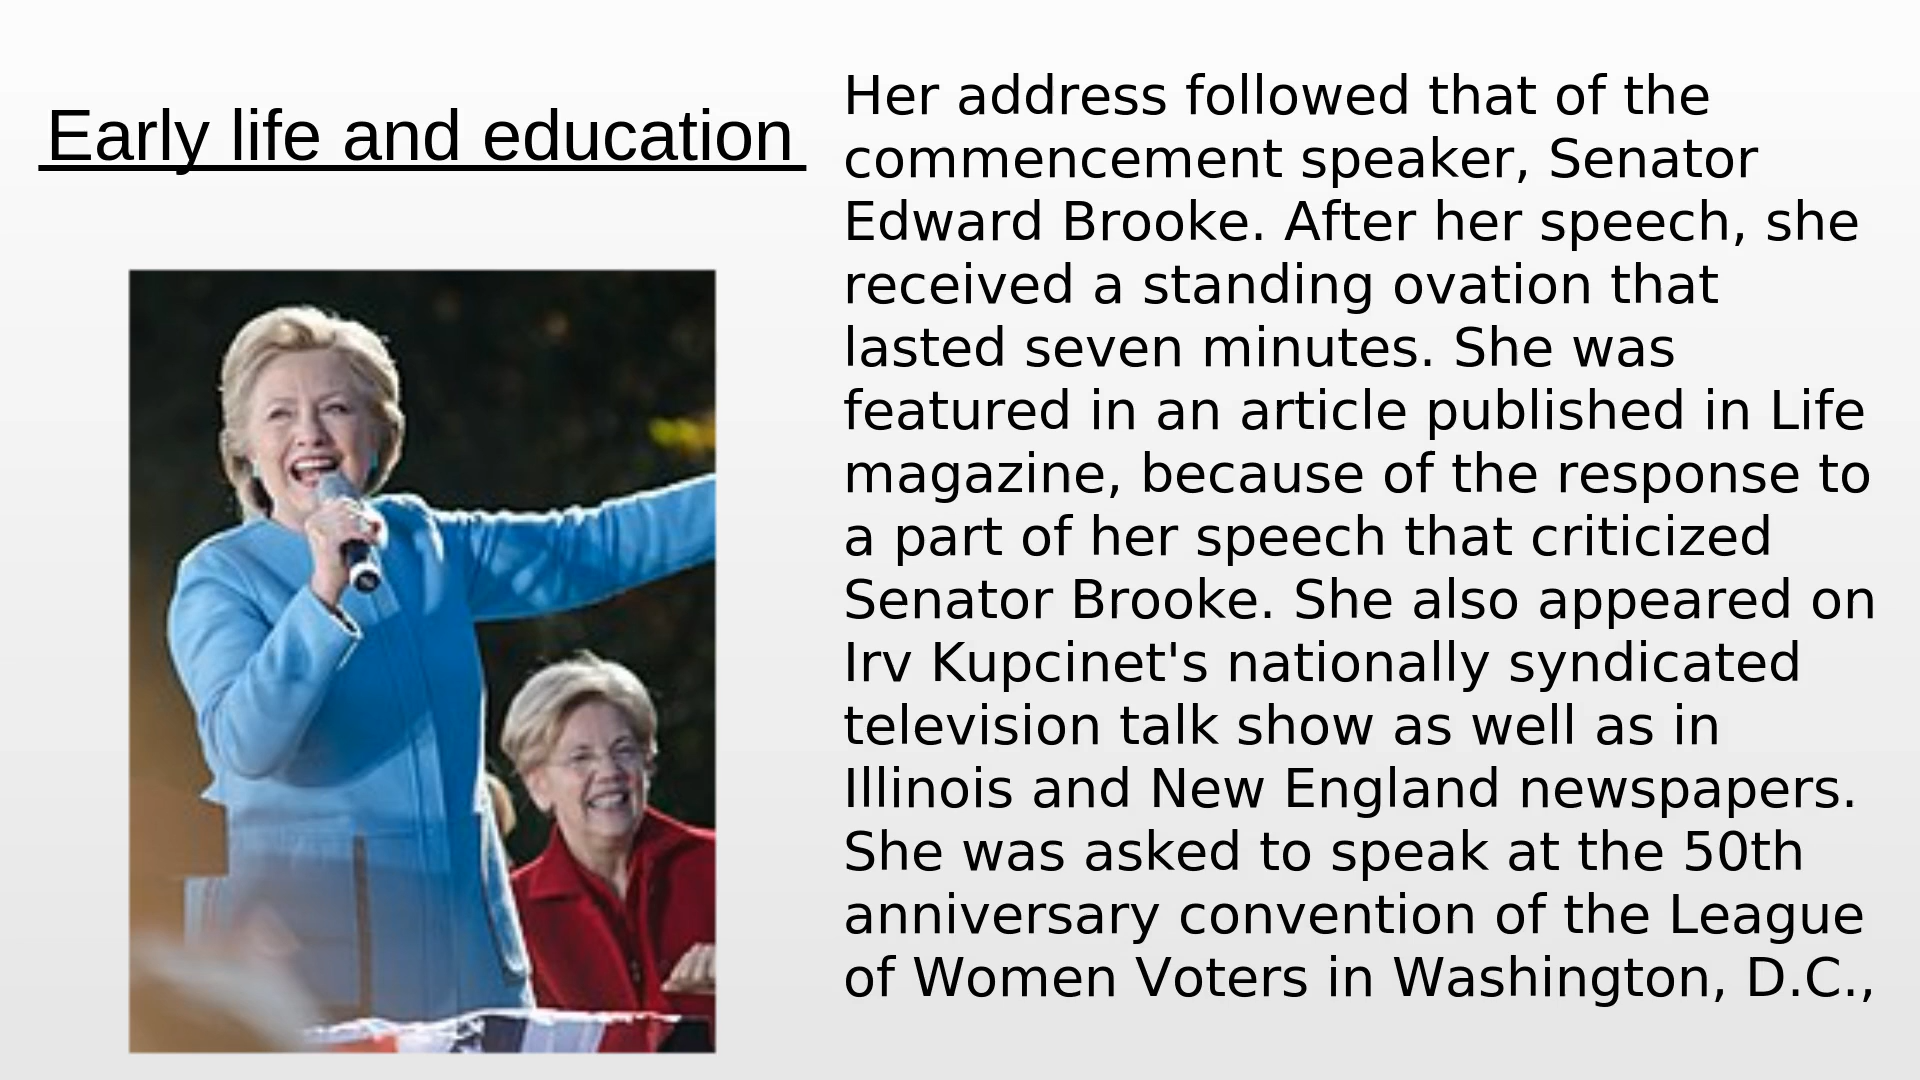 Early life and education
Her address followed that of the
commencement speaker, Senator
Edward Brooke. After her speech, she
received a standing ovation that
lasted seven minutes. She was
featured in an article published in Life
magazine, because of the response to
a part of her speech that criticized
Senator Brooke. She also appeared on
Irv Kupcinet's nationally syndicated
television talk show as well as in
Illinois and New England newspapers.
She was asked to speak at the 50th
anniversary convention of the League
of Women Voters in Washington, D.C.,